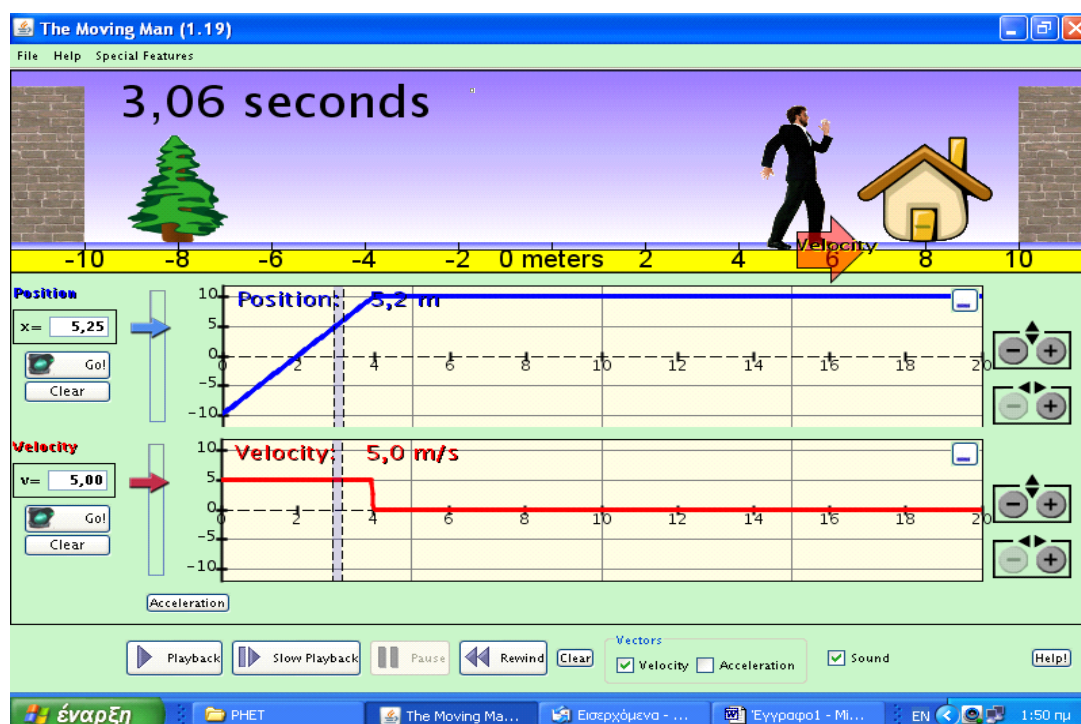 The Moving Man (1.19)
File Help Special Features
3,06 seconds
Velocity
-10 -8 -6 -4 -2 0 meters 2 4 6 8 10
Position
x= 5,25
Go!
Clear
Position: 5,2 m
10
5
0
-5
-10
0 2 4 6 8 10 12 14 16 18 20
Velocity
v= 5,00
Go!
Clear
Velocity: 5,0 m/s
10
5
0
-5
-10
0 2 4 6 8 10 12 14 16 18 20
Acceleration
Playback Slow Playback Pause Rewind Clear
Vectors
Velocity Acceleration
Sound
Help!
έναρξη PHET The Moving Ma... Εισερχόμενα - ... Έγγραφο1 - Mi... EN 1:50 πμ